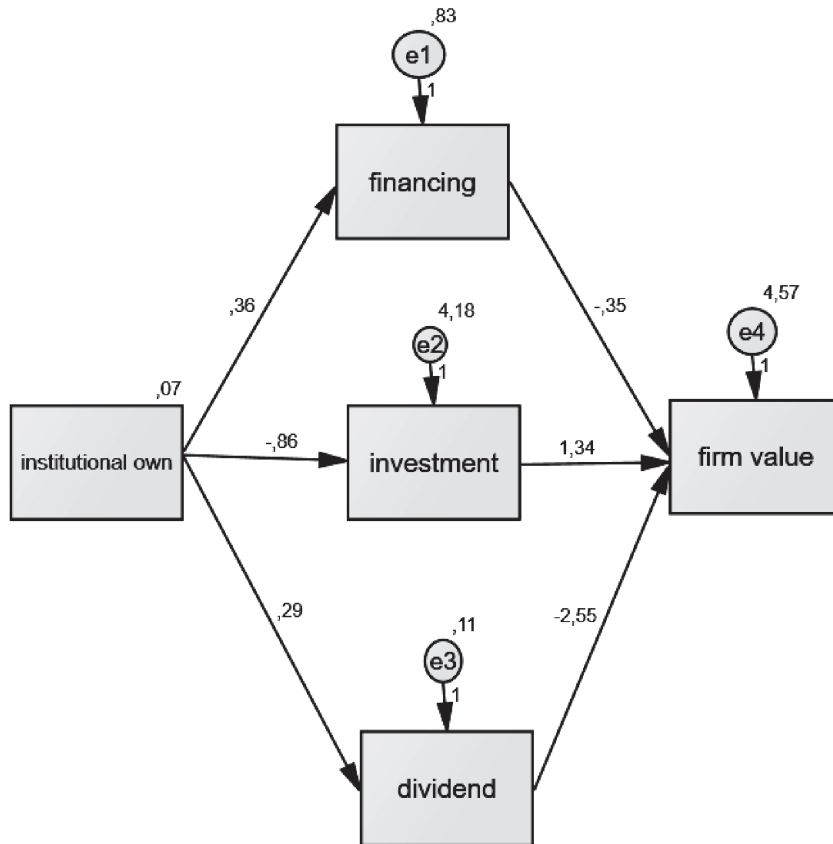 ,83
e1
1
financing
,36
-,35
4,18
e2
1
4,57
e4
1
,07
institutional own
-,86
investment
1,34
firm value
,29
-2,55
,11
e3
1
dividend